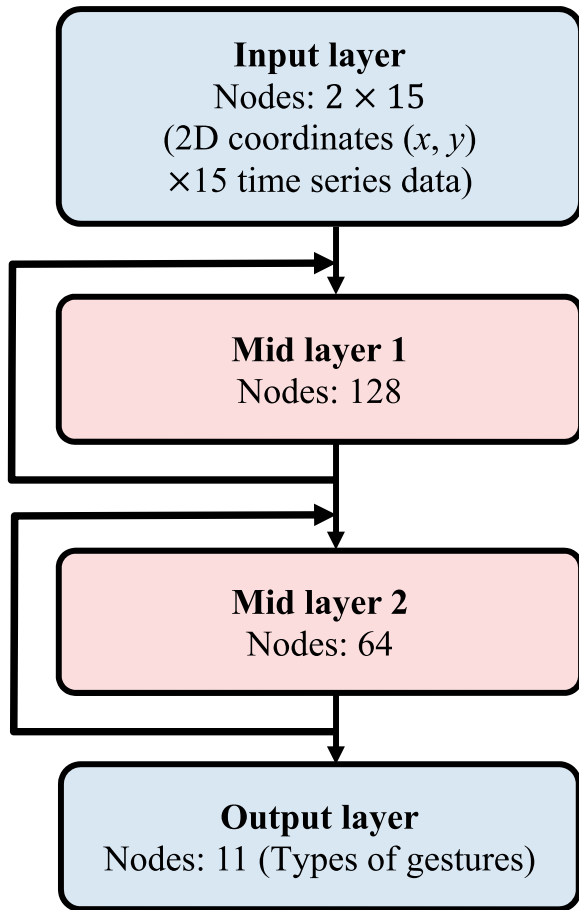 Input layer
Nodes: 2 × 15
(2D coordinates (x, y)
×15 time series data)
Mid layer 1
Nodes: 128
Mid layer 2
Nodes: 64
Output layer
Nodes: 11 (Types of gestures)